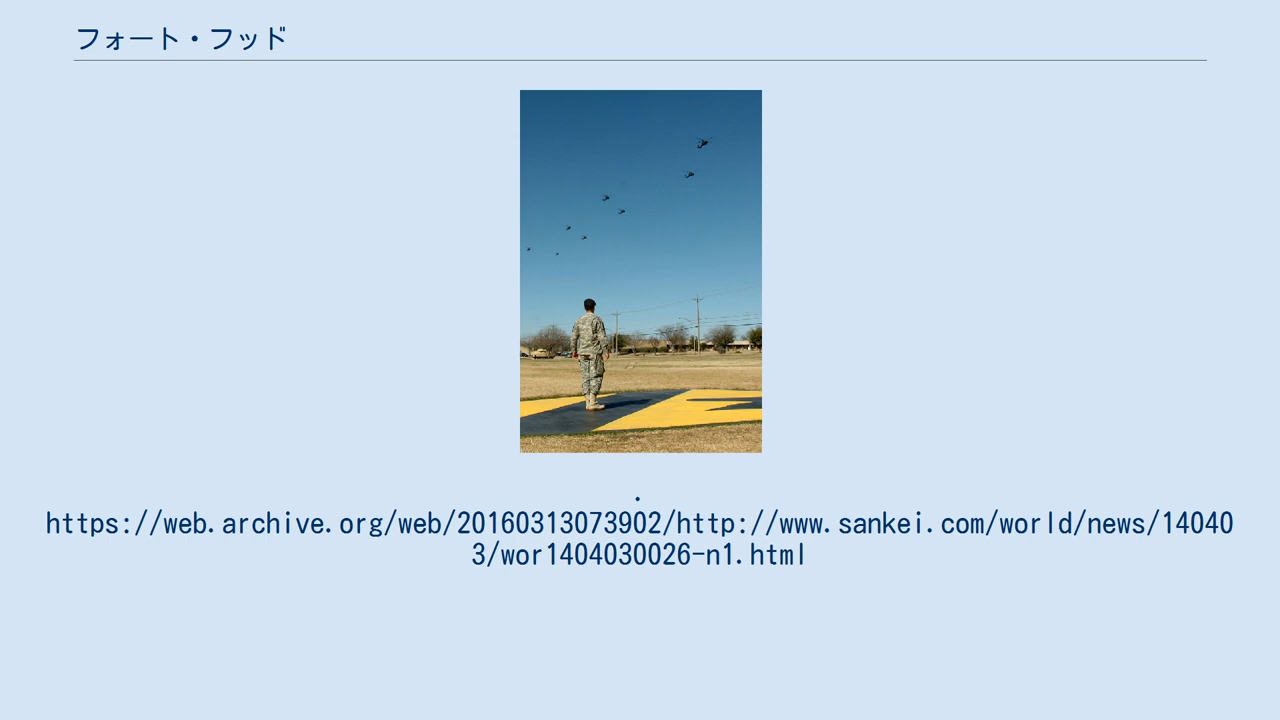 フォート・フッド
.
https://web.archive.org/web/20160313073902/http://www.sankei.com/world/news/14040
3/wor1404030026-n1.html